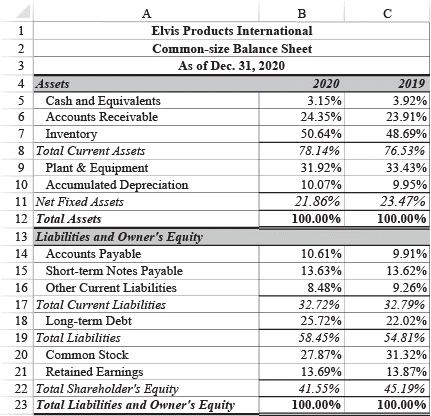 A B C
1 Elvis Products International
2 Common-size Balance Sheet
3 As of Dec. 31, 2020
4 Assets 2020 2019
5 Cash and Equivalents 3.15% 3.92%
6 Accounts Receivable 24.35% 23.91%
7 Inventory 50.64% 48.69%
8 Total Current Assets 78.14% 76.53%
9 Plant & Equipment 31.92% 33.43%
10 Accumulated Depreciation 10.07% 9.95%
11 Net Fixed Assets 21.86% 23.47%
12 Total Assets 100.00% 100.00%
13 Liabilities and Owner's Equity
14 Accounts Payable 10.61% 9.91%
15 Short-term Notes Payable 13.63% 13.62%
16 Other Current Liabilities 8.48% 9.26%
17 Total Current Liabilities 32.72% 32.79%
18 Long-term Debt 25.72% 22.02%
19 Total Liabilities 58.45% 54.81%
20 Common Stock 27.87% 31.32%
21 Retained Earnings 13.69% 13.87%
22 Total Shareholder's Equity 41.55% 45.19%
23 Total Liabilities and Owner's Equity 100.00% 100.00%